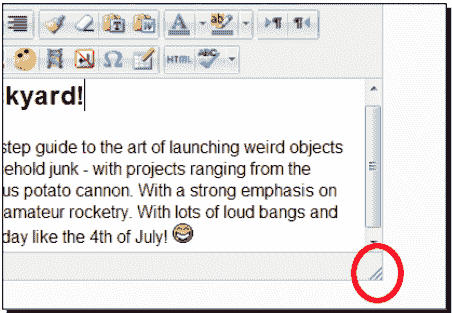 HTML ABC
kyard!
step guide to the art of launching weird objects
ehold junk - with projects ranging from the
us potato cannon. With a strong emphasis on
amateur rocketry. With lots of loud bangs and
day like the 4th of July!